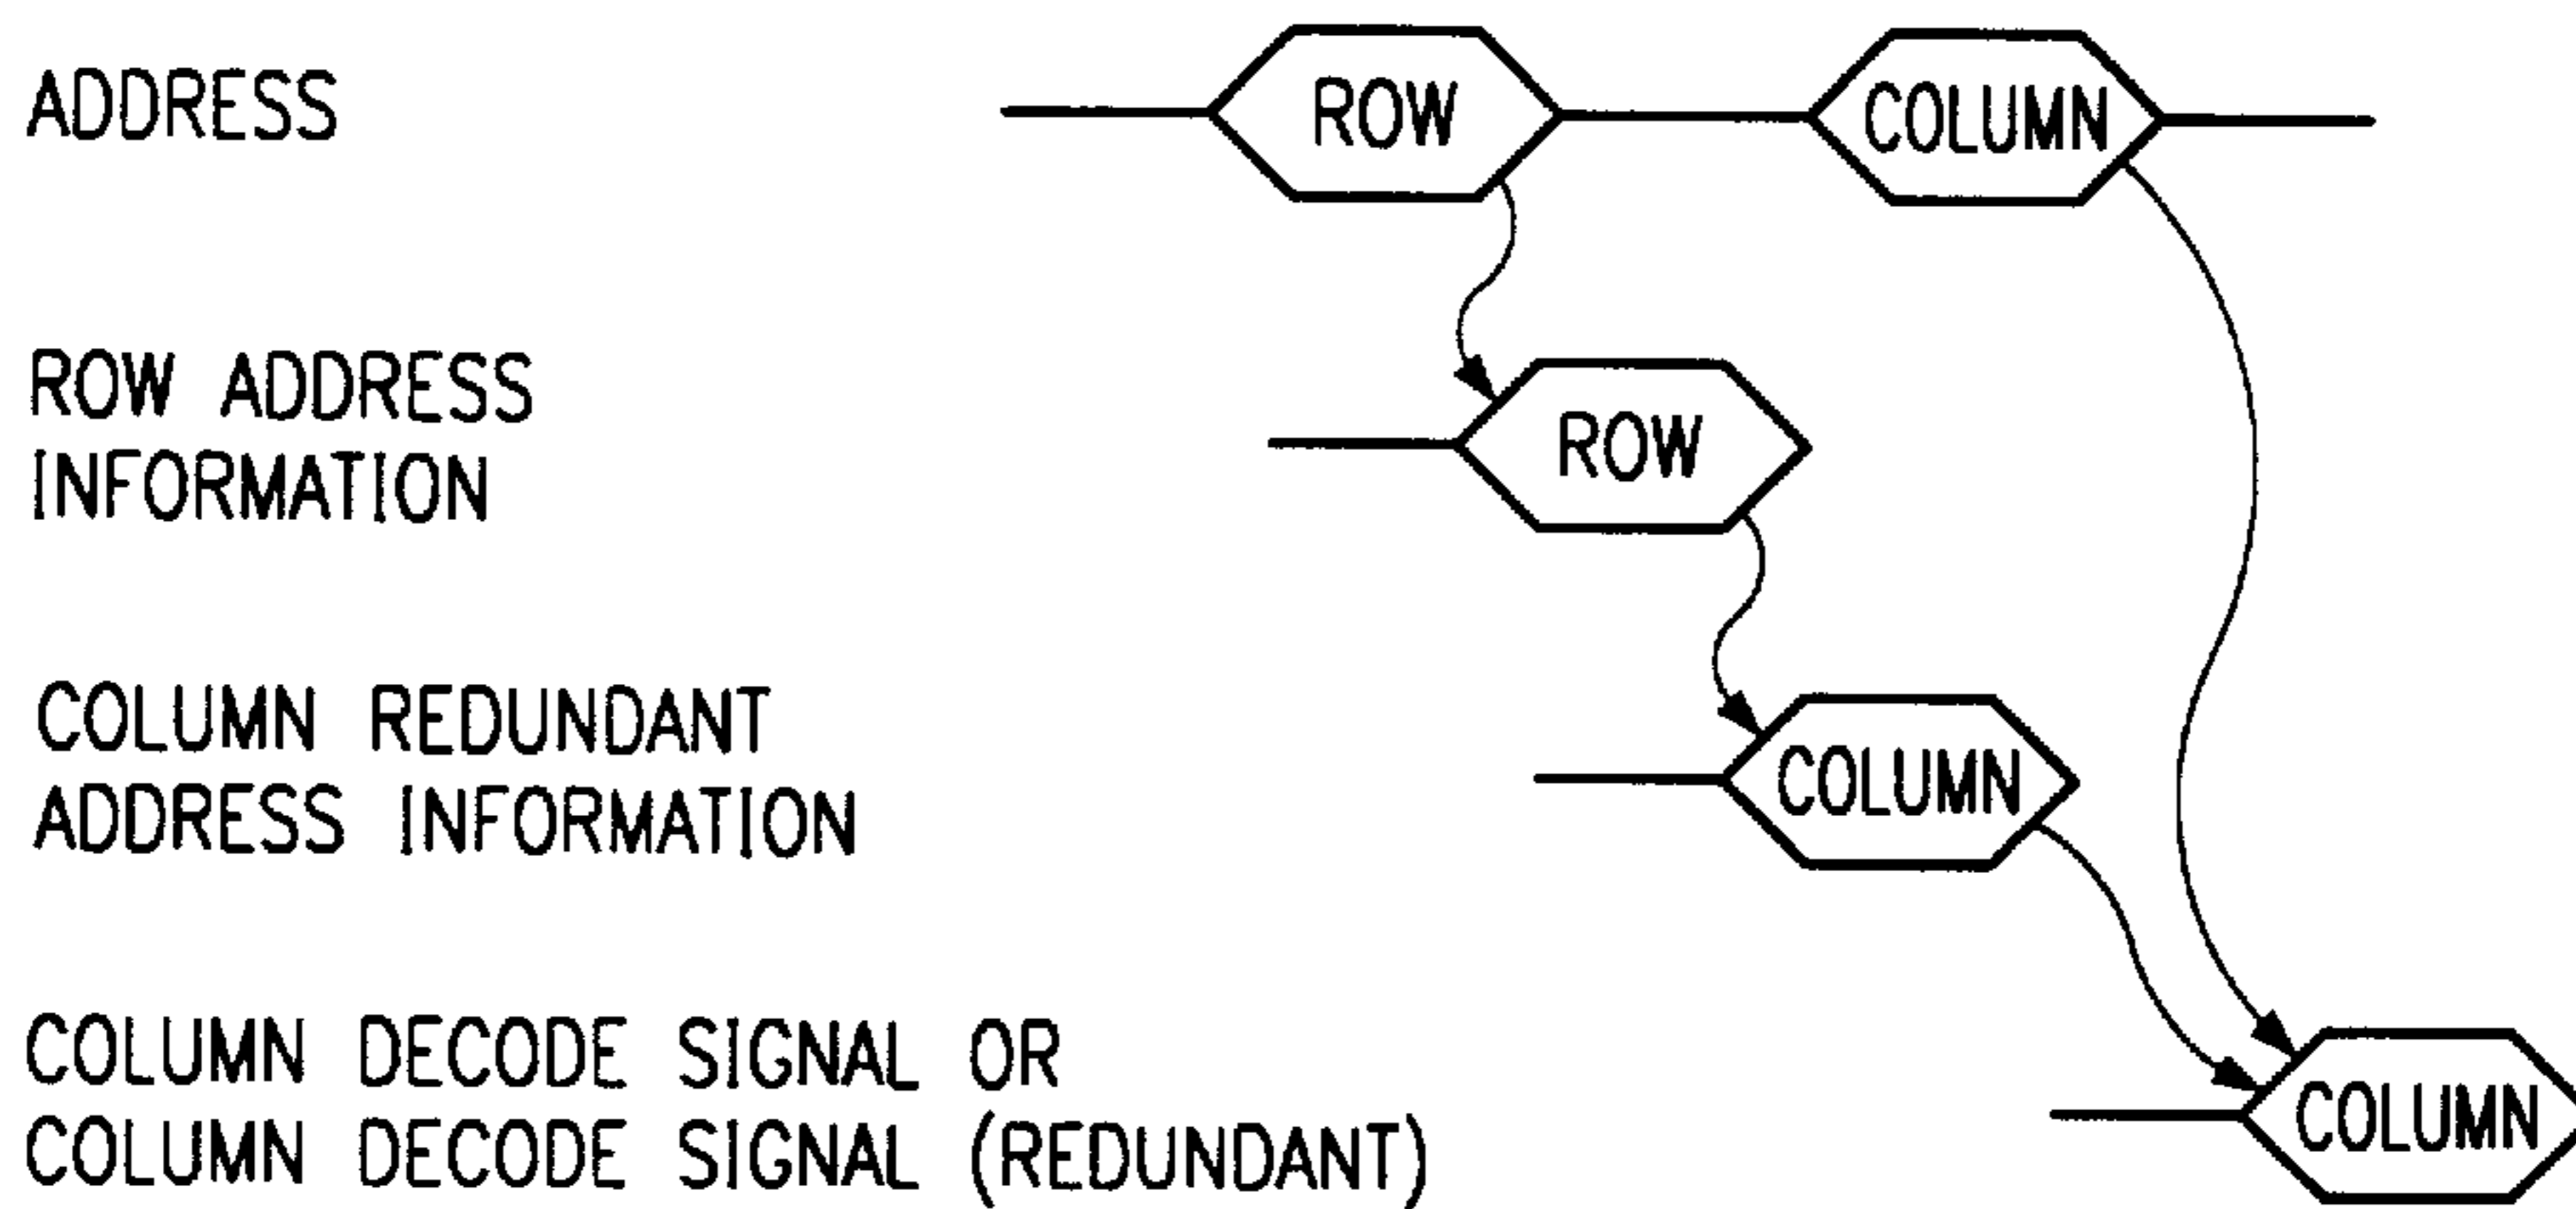 ADDRESS
ROW
COLUMN
ROW ADDRESS
INFORMATION
ROW
COLUMN REDUNDANT
ADDRESS INFORMATION
COLUMN
COLUMN DECODE SIGNAL OR
COLUMN DECODE SIGNAL (REDUNDANT)
COLUMN